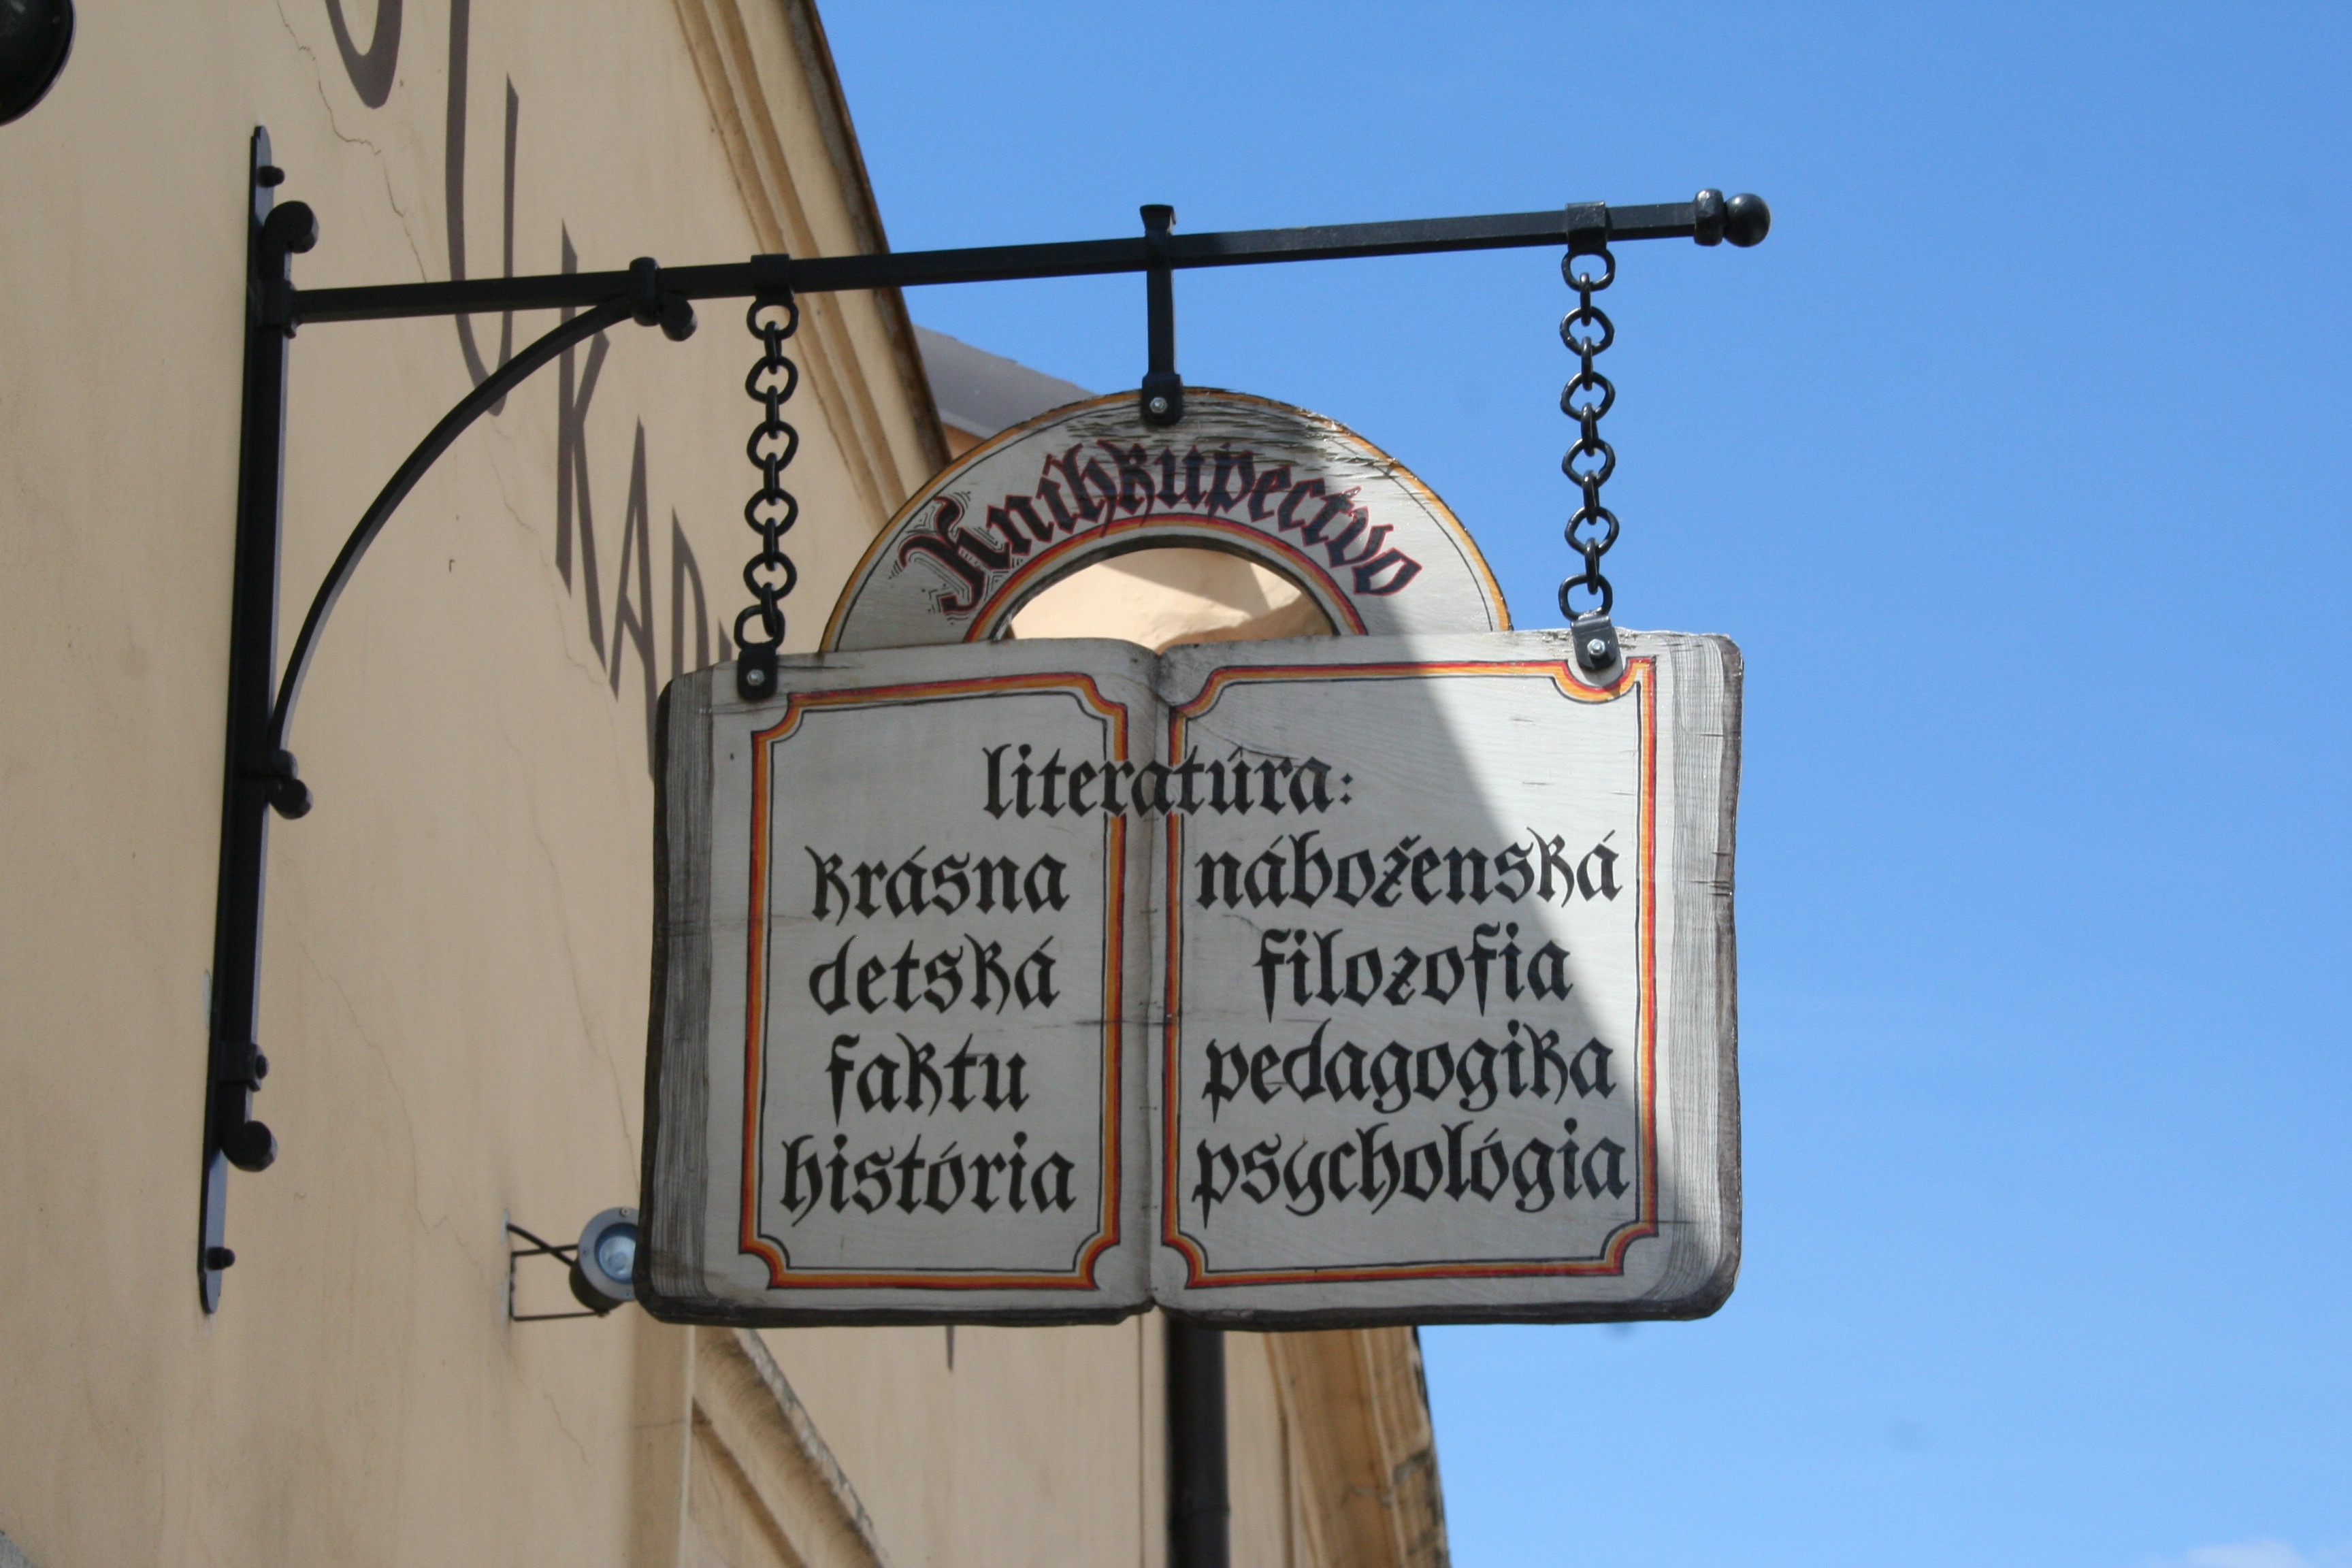 Kníhkupectvo
literatúra:
krásna
detská
faktu
história
náboženská
filozofia
pedagogika
psychológia